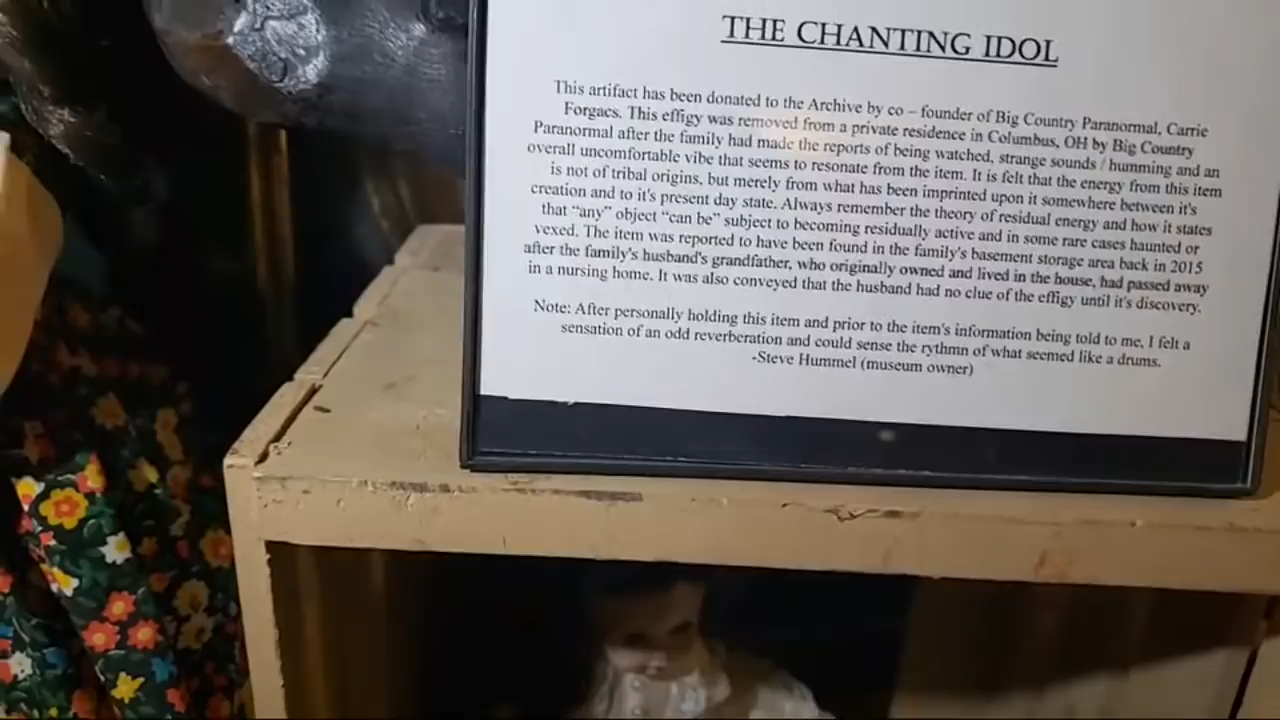 THE CHANTING IDOL
This artifact has been donated to the Archive by co – founder of Big Country Paranormal, Carrie
Forgacs. This effigy was removed from a private residence in Columbus, OH by Big Country
Paranormal after the family had made the reports of being watched, strange sounds / humming and an
overall uncomfortable vibe that seems to resonate from the item. It is felt that the energy from this item
is not of tribal origins, but merely from what has been imprinted upon it somewhere between it's
creation and to it's present day state. Always remember the theory of residual energy and how it states
that “any” object “can be” subject to becoming residually active and in some rare cases haunted or
vexed. The item was reported to have been found in the family's basement storage area back in 2015
after the family's husband's grandfather, who originally owned and lived in the house, had passed away
in a nursing home. It was also conveyed that the husband had no clue of the effigy until it's discovery.
Note: After personally holding this item and prior to the item's information being told to me, I felt a
sensation of an odd reverberation and could sense the rythmn of what seemed like a drums.
-Steve Hummel (museum owner)